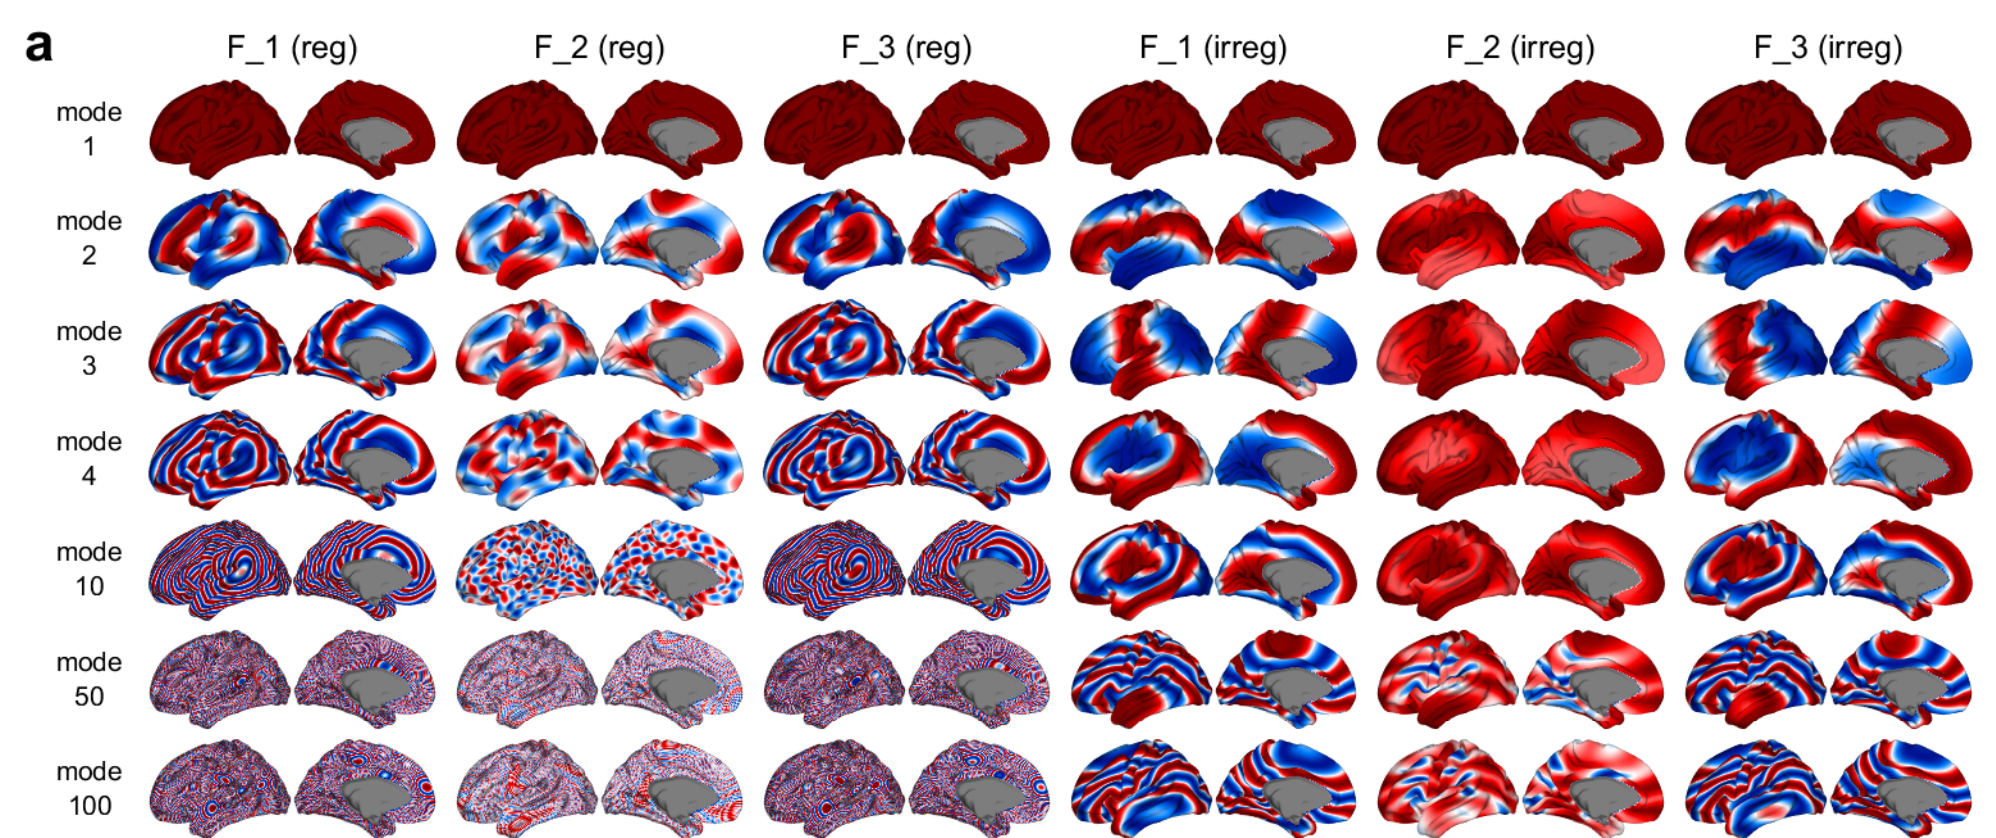 a
F_1 (reg) F_2 (reg) F_3 (reg) F_1 (irreg) F_2 (irreg) F_3 (irreg)
mode
1
mode
2
mode
3
mode
4
mode
10
mode
50
mode
100